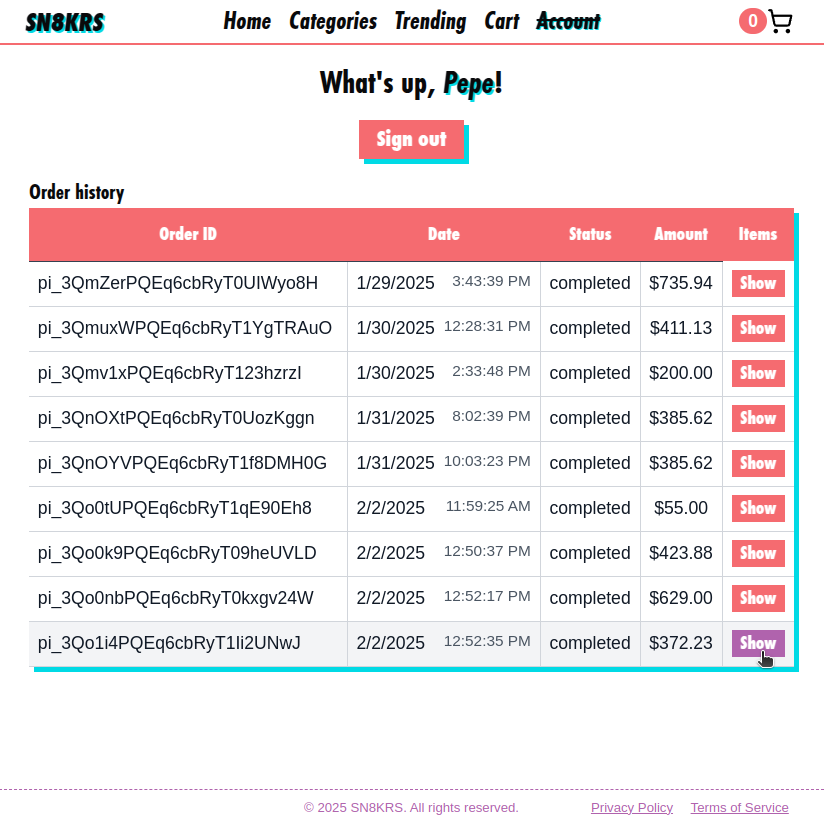 SN8KRS Home Categories Trending Cart Account 0
What's up, Pepe!
Sign out
Order history
Order ID Date Status Amount Items
pi_3QmZerPQEq6cbRyT0UIWyo8H 1/29/2025 3:43:39 PM completed $735.94 Show
pi_3QmuxWPQEq6cbRyT1YgTRAuO 1/30/2025 12:28:31 PM completed $411.13 Show
pi_3Qmv1xPQEq6cbRyT123hzrzI 1/30/2025 2:33:48 PM completed $200.00 Show
pi_3QnOXtPQEq6cbRyT0UozKggn 1/31/2025 8:02:39 PM completed $385.62 Show
pi_3QnOYVPQEq6cbRyT1f8DMH0G 1/31/2025 10:03:23 PM completed $385.62 Show
pi_3Qo0tUPQEq6cbRyT1qE90Eh8 2/2/2025 11:59:25 AM completed $55.00 Show
pi_3Qo0k9PQEq6cbRyT09heUVLD 2/2/2025 12:50:37 PM completed $423.88 Show
pi_3Qo0nbPQEq6cbRyT0kxgv24W 2/2/2025 12:52:17 PM completed $629.00 Show
pi_3Qo1i4PQEq6cbRyT1Ii2UNwJ 2/2/2025 12:52:35 PM completed $372.23 Show
© 2025 SN8KRS. All rights reserved. Privacy Policy Terms of Service